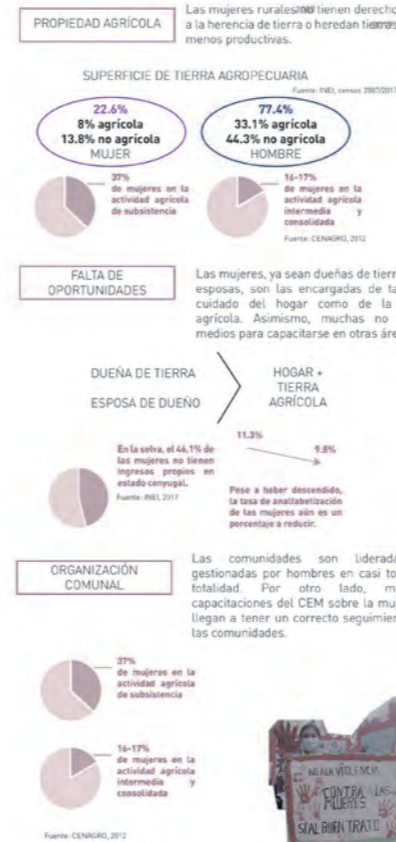 PROPIEDAD AGRÍCOLA
Las mujeres rurales no tienen derecho
a la herencia de tierra o heredan tierras
menos productivas.
SUPERFICIE DE TIERRA AGROPECUARIA
Fuente: INEI, censos 2007/2017
22.6%
8% agrícola
13.8% no agrícola
MUJER
77.4%
33.1% agrícola
44.3% no agrícola
HOMBRE
37%
de mujeres en la
actividad agrícola
de subsistencia
16-17%
de mujeres en la
actividad agrícola
intermedia y
consolidada
Fuente: CENAGRO, 2012
FALTA DE
OPORTUNIDADES
Las mujeres, ya sean dueñas de tierr
esposas, son las encargadas de ta
cuidado del hogar como de la
agrícola. Asimismo, muchas no
medios para capacitarse en otras áre
DUEÑA DE TIERRA
ESPOSA DE DUEÑO
HOGAR +
TIERRA
AGRÍCOLA
En la selva, el 46,1% de
las mujeres no tienen
ingresos propios en
estado conyugal.
Fuente: INEI, 2017
11.3%
9.8%
Pese a haber descendido,
la tasa de analfabetización
de las mujeres aún es un
porcentaje a reducir.
ORGANIZACIÓN
COMUNAL
Las comunidades son liderada
gestionadas por hombres en casi to
totalidad. Por otro lado, m
capacitaciones del CEM sobre la muj
llegan a tener un correcto seguimien
las comunidades.
37%
de mujeres en la
actividad agrícola
de subsistencia
16-17%
de mujeres en la
actividad agrícola
intermedia y
consolidada
Fuente: CENAGRO, 2012
NO A LA VIOLENCIA
CONTRA LAS
MUJERES
SI AL BUEN TRATO